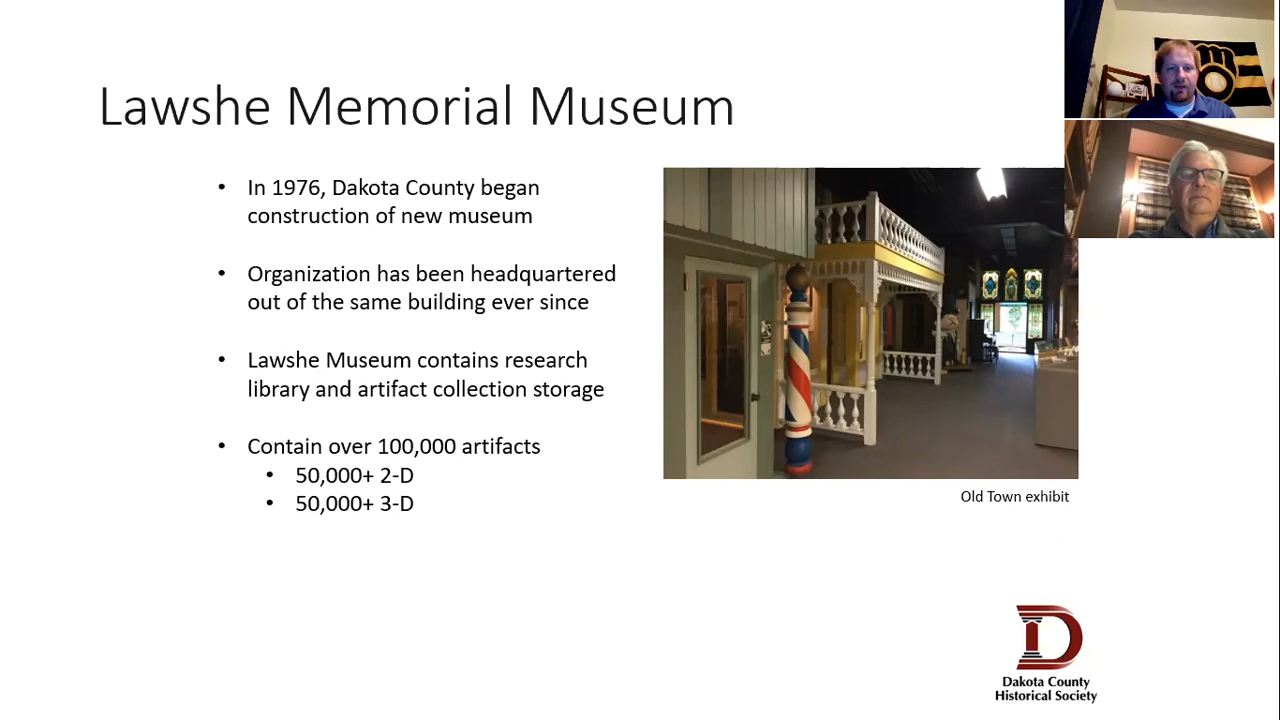 Lawshe Memorial Museum
• In 1976, Dakota County began
construction of new museum
• Organization has been headquartered
out of the same building ever since
• Lawshe Museum contains research
library and artifact collection storage
• Contain over 100,000 artifacts
• 50,000+ 2-D
• 50,000+ 3-D
Old Town exhibit
D
Dakota County
Historical Society